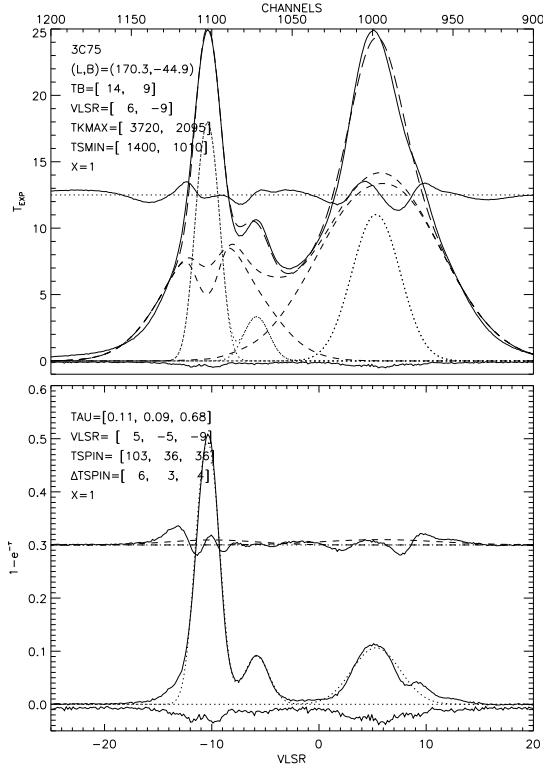 CHANNELS
1200 1150 1100 1050 1000 950 900
3C75
(L,B)=(170.3,-44.9)
TB=[ 14, 9]
VLSR=[ 6, -9]
TKMAX=[ 3720, 2095]
TSMIN=[ 1400, 1010]
X=1
25
20
15
10
5
0
T_EXP
0.6
0.5
0.4
0.3
0.2
0.1
0.0
1-e^-τ
TAU=[0.11, 0.09, 0.68]
VLSR= [ 5, -5, -9]
TSPIN= [103, 36, 36]
ΔTSPIN=[ 6, 3, 4]
X=1
-20 -10 0 10 20
VLSR